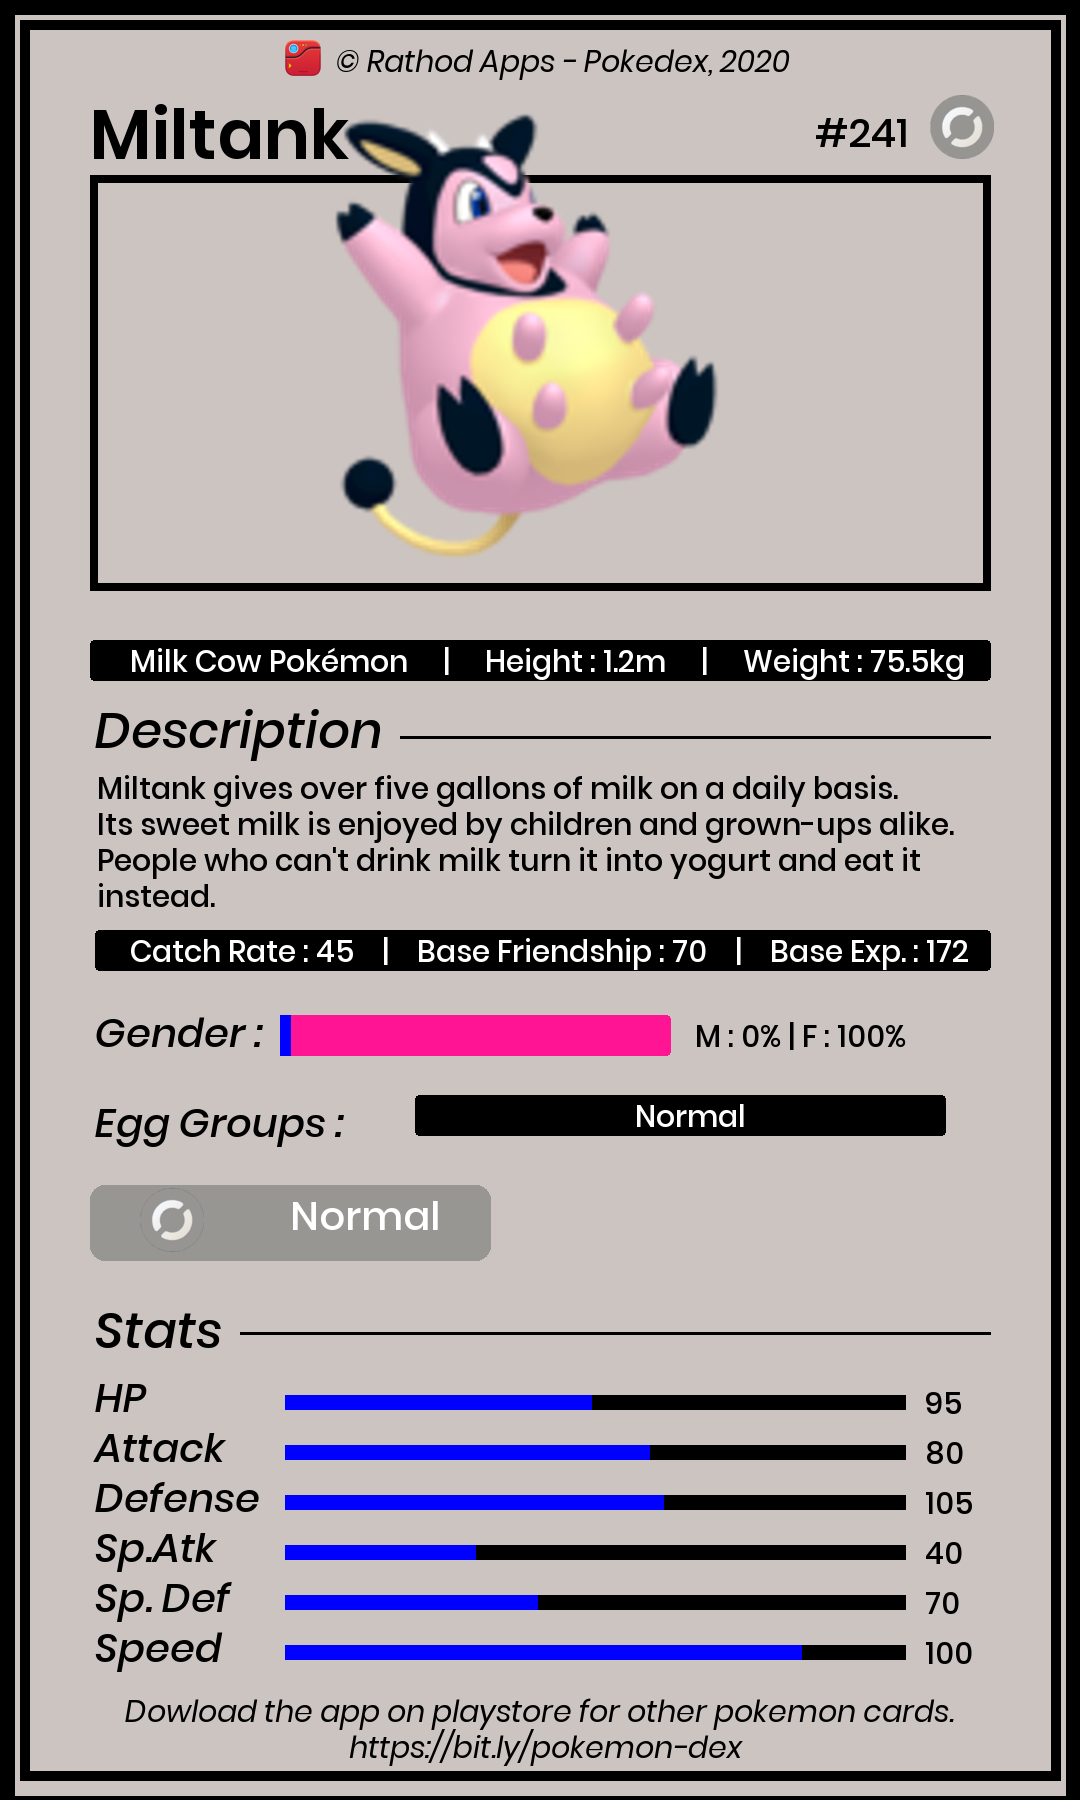 © Rathod Apps - Pokedex, 2020
Miltank #241
Milk Cow Pokémon | Height : 1.2m | Weight : 75.5kg
Description
Miltank gives over five gallons of milk on a daily basis.
Its sweet milk is enjoyed by children and grown-ups alike.
People who can't drink milk turn it into yogurt and eat it
instead.
Catch Rate : 45 | Base Friendship : 70 | Base Exp. : 172
Gender : M : 0% | F : 100%
Egg Groups : Normal
Normal
Stats
HP 95
Attack 80
Defense 105
Sp.Atk 40
Sp. Def 70
Speed 100
Dowload the app on playstore for other pokemon cards.
https://bit.ly/pokemon-dex